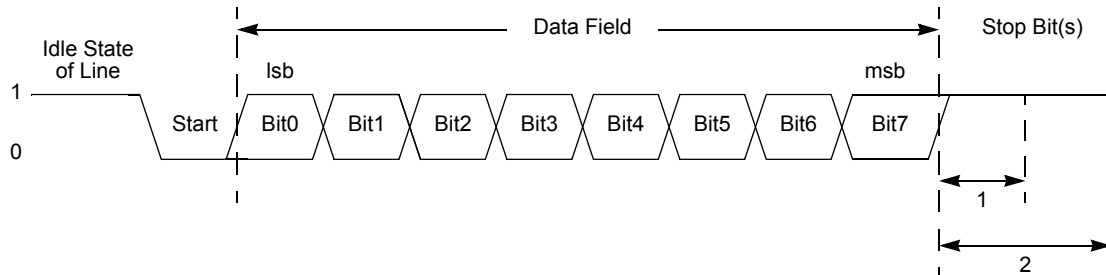 Data Field
Stop Bit(s)
Idle State
of Line
lsb
msb
1
Start
Bit0
Bit1
Bit2
Bit3
Bit4
Bit5
Bit6
Bit7
0
1
2